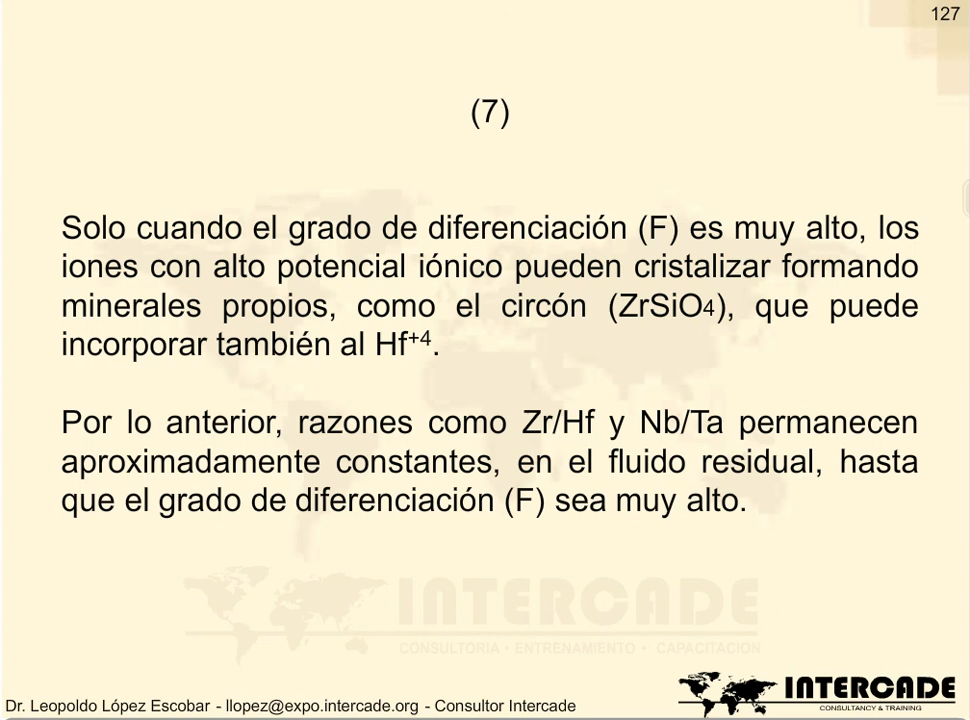 127
(7)
Solo cuando el grado de diferenciación (F) es muy alto, los
iones con alto potencial iónico pueden cristalizar formando
minerales propios, como el circón (ZrSiO4), que puede
incorporar también al Hf⁺⁴.
Por lo anterior, razones como Zr/Hf y Nb/Ta permanecen
aproximadamente constantes, en el fluido residual, hasta
que el grado de diferenciación (F) sea muy alto.
INTERCADE
CONSULTORIA • ENTRENAMIENTO • CAPACITACION
INTERCADE
CONSULTANCY & TRAINING
Dr. Leopoldo López Escobar - llopez@expo.intercade.org - Consultor Intercade